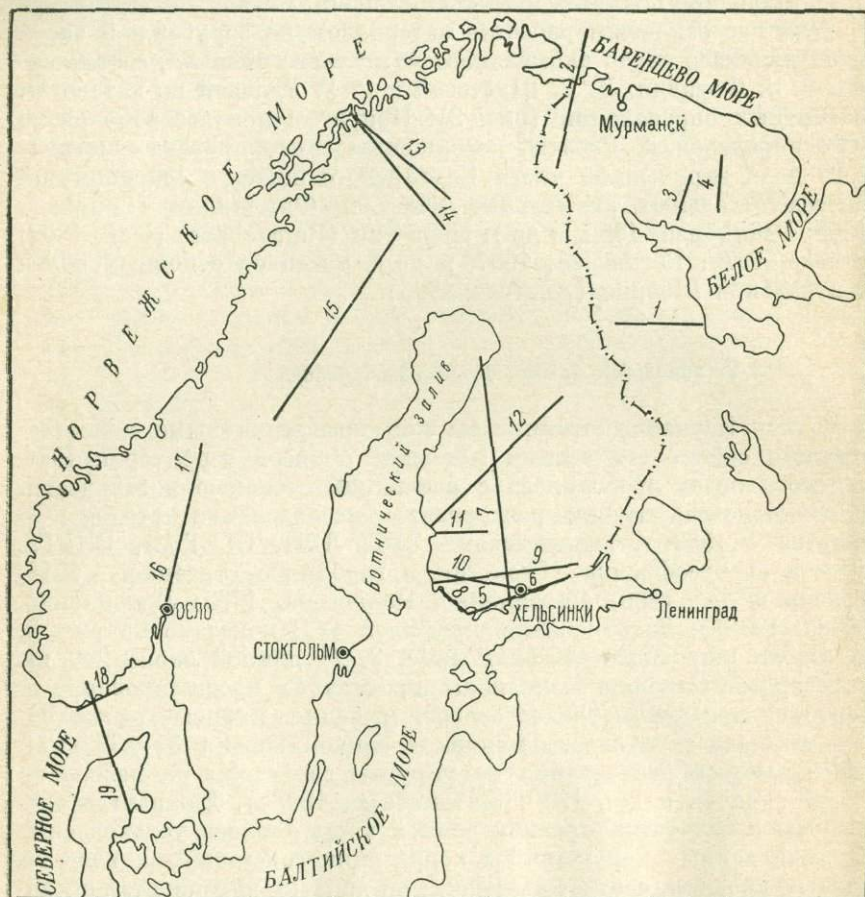 НОРВЕЖСКОЕ МОРЕ
БАРЕНЦЕВО МОРЕ
2
Мурманск
13
14
3
4
БЕЛОЕ МОРЕ
15
1
Ботнический залив
12
17
7
11
16
9
10
6
8
5
ОСЛО
ХЕЛЬСИНКИ
Ленинград
СТОКГОЛЬМ
18
19
СЕВЕРНОЕ МОРЕ
БАЛТИЙСКОЕ МОРЕ